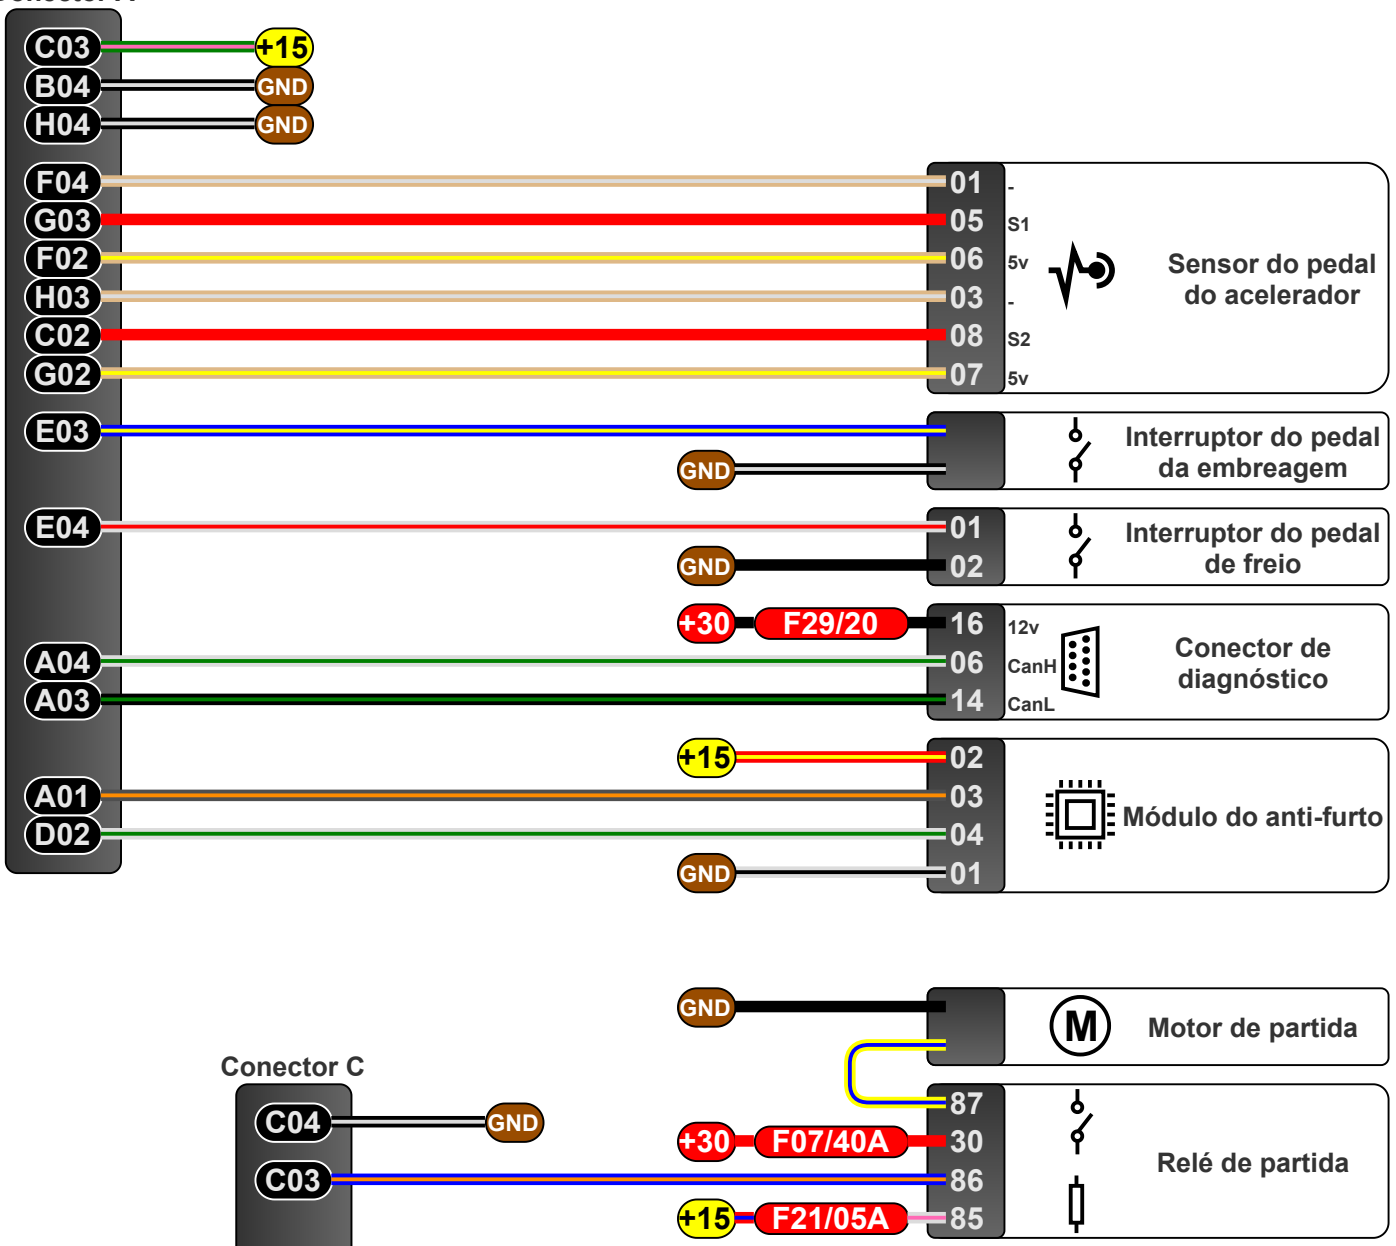 C03 +15
B04 GND
H04 GND
F04 01 -
G03 05 S1
F02 06 5v
H03 03 -
C02 08 S2
G02 07 5v
Sensor do pedal
do acelerador
E03
GND
Interruptor do pedal
da embreagem
E04 01
GND 02
Interruptor do pedal
de freio
+30 F29/20 16 12v
A04 06 CanH
A03 14 CanL
Conector de
diagnóstico
+15 02
A01 03
D02 04
GND 01
Módulo do anti-furto
GND
Motor de partida
Conector C
87
C04 GND
+30 F07/40A 30
C03 86
+15 F21/05A 85
Relé de partida